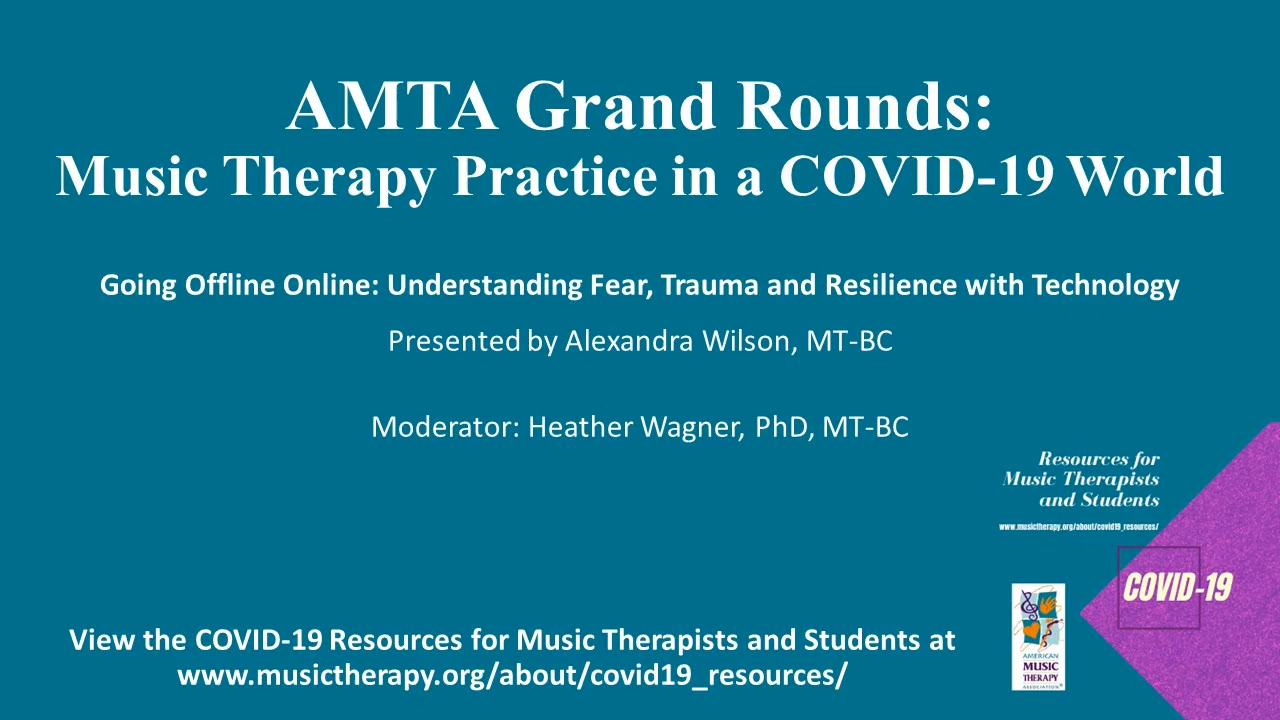 AMTA Grand Rounds:
Music Therapy Practice in a COVID-19 World
Going Offline Online: Understanding Fear, Trauma and Resilience with Technology
Presented by Alexandra Wilson, MT-BC
Moderator: Heather Wagner, PhD, MT-BC
Resources for
Music Therapists
and Students
www.musictherapy.org/about/covid19_resources/
COVID-19
AMERICAN
MUSIC
THERAPY
ASSOCIATION®
View the COVID-19 Resources for Music Therapists and Students at
www.musictherapy.org/about/covid19_resources/